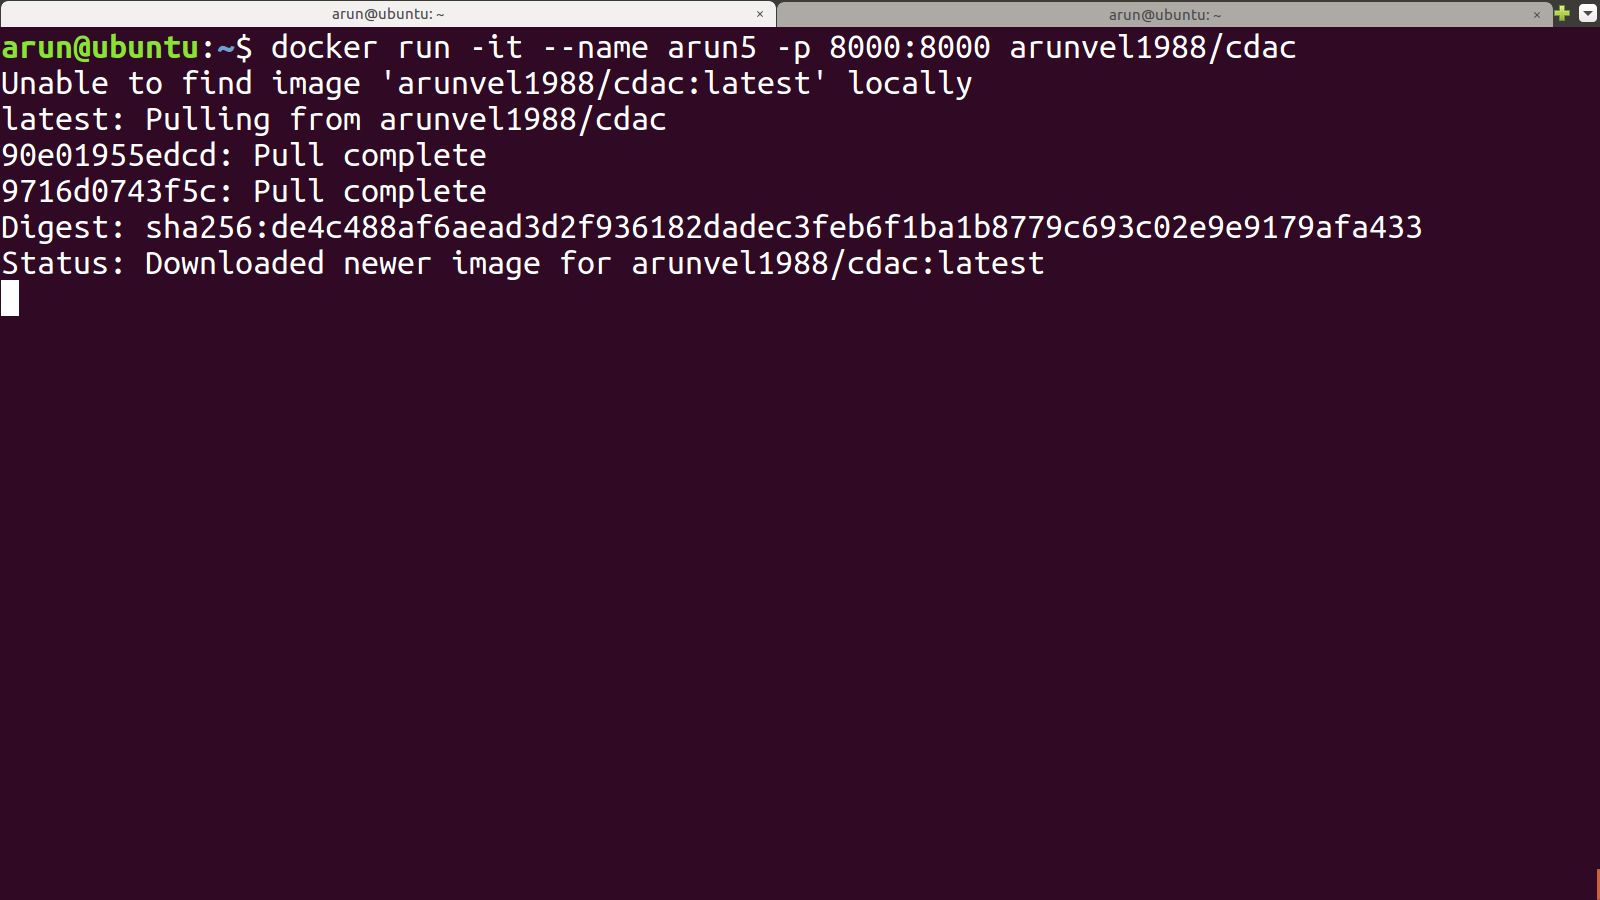 arun@ubuntu: ~ × arun@ubuntu: ~ ×
arun@ubuntu:~$ docker run -it --name arun5 -p 8000:8000 arunvel1988/cdac
Unable to find image 'arunvel1988/cdac:latest' locally
latest: Pulling from arunvel1988/cdac
90e01955edcd: Pull complete
9716d0743f5c: Pull complete
Digest: sha256:de4c488af6aead3d2f936182dadec3feb6f1ba1b8779c693c02e9e9179afa433
Status: Downloaded newer image for arunvel1988/cdac:latest